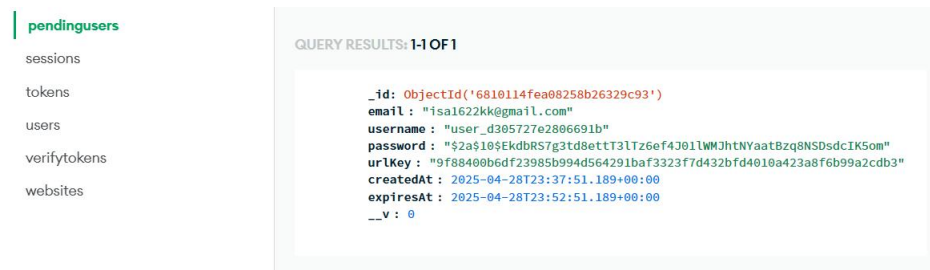 pendingusers
sessions
tokens
users
verifytokens
websites
QUERY RESULTS: 1-1 OF 1
_id: ObjectId('6810114fea08258b26329c93')
email : "isa1622kk@gmail.com"
username : "user_d305727e2806691b"
password : "$2a$10$EkdbRS7g3td8ettT3lTz6ef4J01lWMJhtNYaatBzq8NSDsdcIK5om"
urlKey : "9f88400b6df23985b994d564291baf3323f7d432bfd4010a423a8f6b99a2cdb3"
createdAt : 2025-04-28T23:37:51.189+00:00
expiresAt : 2025-04-28T23:52:51.189+00:00
__v : 0